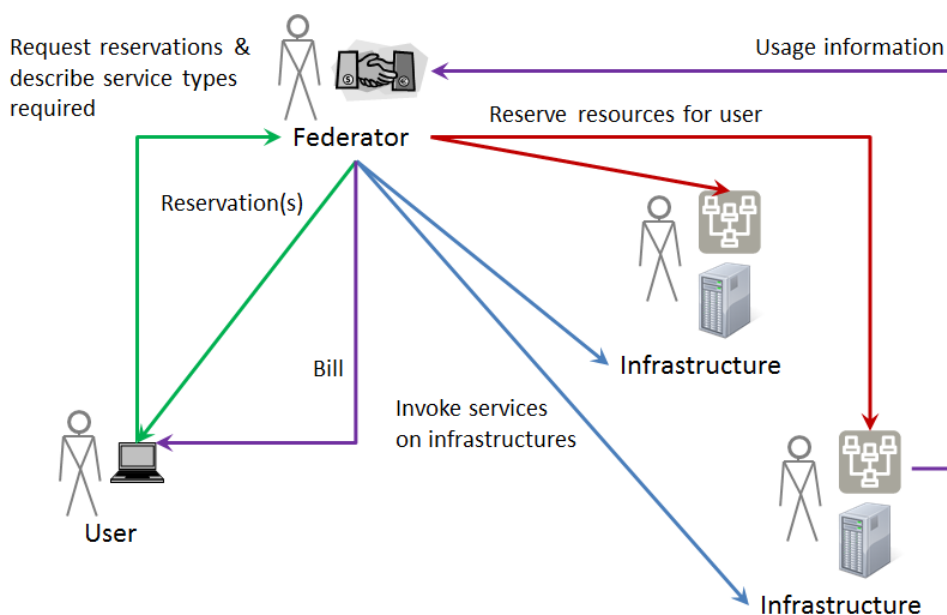 Request reservations &
describe service types
required
Usage information
Federator
Reserve resources for user
Reservation(s)
Infrastructure
Bill
Invoke services
on infrastructures
User
Infrastructure